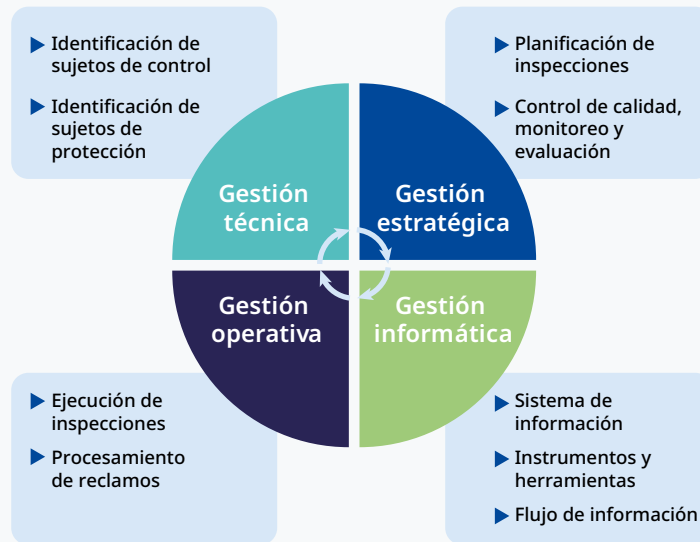 Identificación de
sujetos de control
Identificación de
sujetos de
protección
Planificación de
inspecciones
Control de calidad,
monitoreo y
evaluación
Gestión
técnica
Gestión
estratégica
Gestión
operativa
Gestión
informática
Ejecución de
inspecciones
Procesamiento
de reclamos
Sistema de
información
Instrumentos y
herramientas
Flujo de información